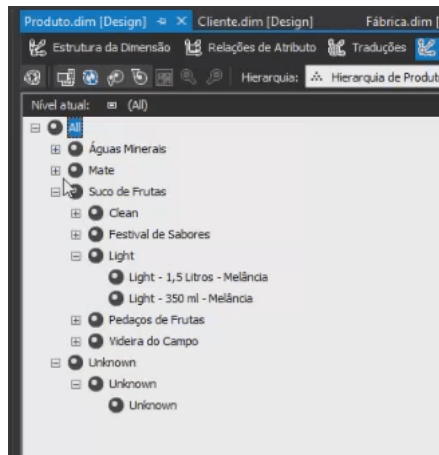 Produto.dim [Design] Cliente.dim [Design] Fábrica.dim [
Estrutura da Dimensão Relações de Atributo Traduções
Hierarquia: Hierarquia de Produt
Nível atual: (All)
All
Águas Minerais
Mate
Suco de Frutas
Clean
Festival de Sabores
Light
Light - 1,5 Litros - Melância
Light - 350 ml - Melância
Pedaços de Frutas
Videira do Campo
Unknown
Unknown
Unknown